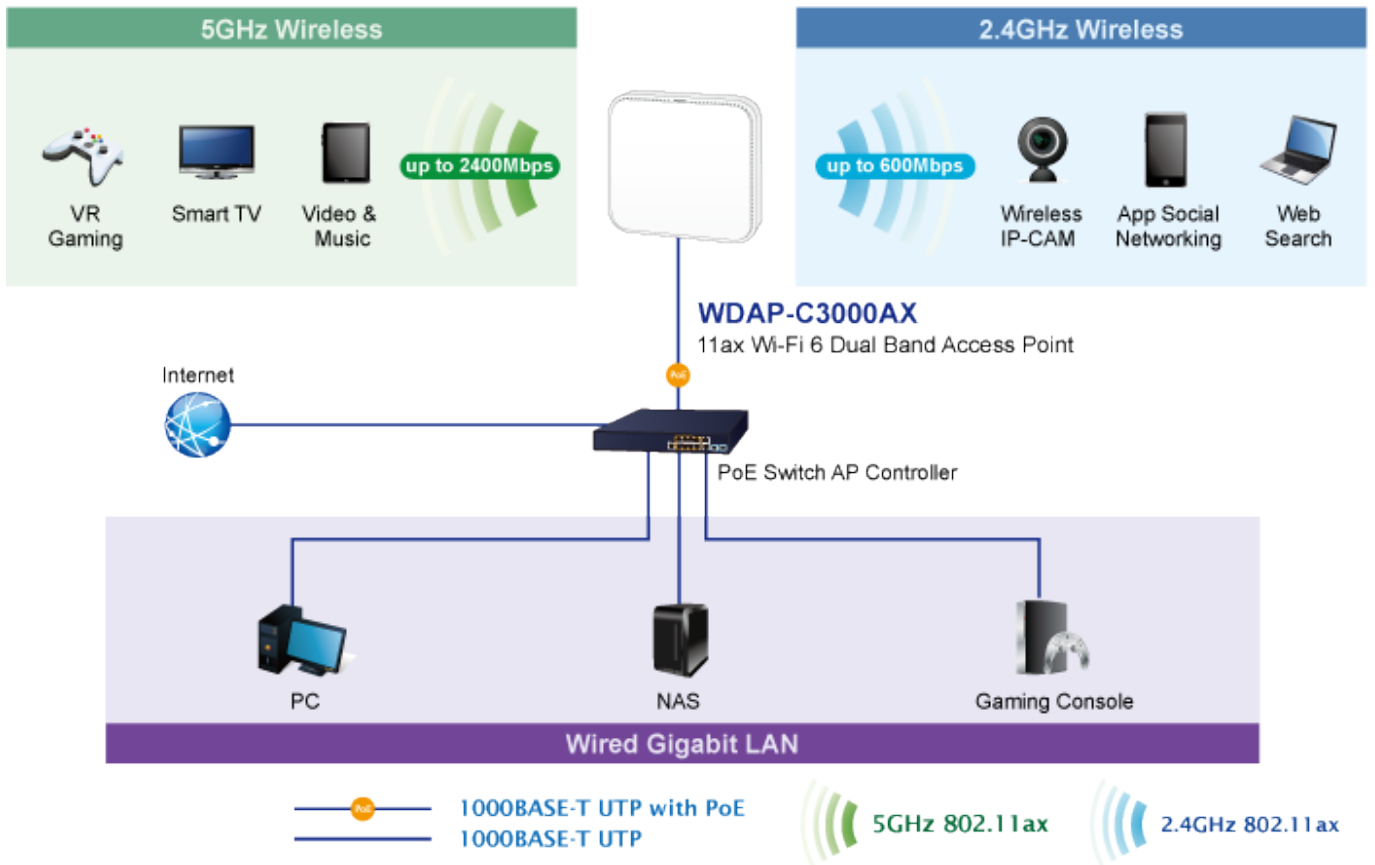 5GHz Wireless
2.4GHz Wireless
up to 2400Mbps
up to 600Mbps
VR
Gaming
Smart TV
Video &
Music
Wireless
IP-CAM
App Social
Networking
Web
Search
WDAP-C3000AX
11ax Wi-Fi 6 Dual Band Access Point
PoE
Internet
PoE Switch AP Controller
PC
NAS
Gaming Console
Wired Gigabit LAN
PoE
1000BASE-T UTP with PoE
1000BASE-T UTP
5GHz 802.11ax
2.4GHz 802.11ax